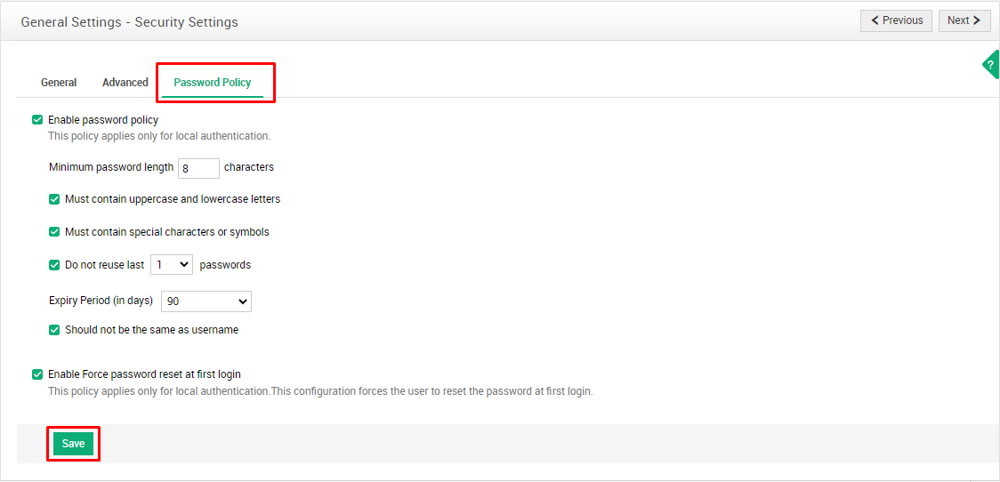 General Settings - Security Settings
Previous
Next
?
General
Advanced
Password Policy
Enable password policy
This policy applies only for local authentication.
Minimum password length 8 characters
Must contain uppercase and lowercase letters
Must contain special characters or symbols
Do not reuse last 1 passwords
Expiry Period (in days) 90
Should not be the same as username
Enable Force password reset at first login
This policy applies only for local authentication.This configuration forces the user to reset the password at first login.
Save